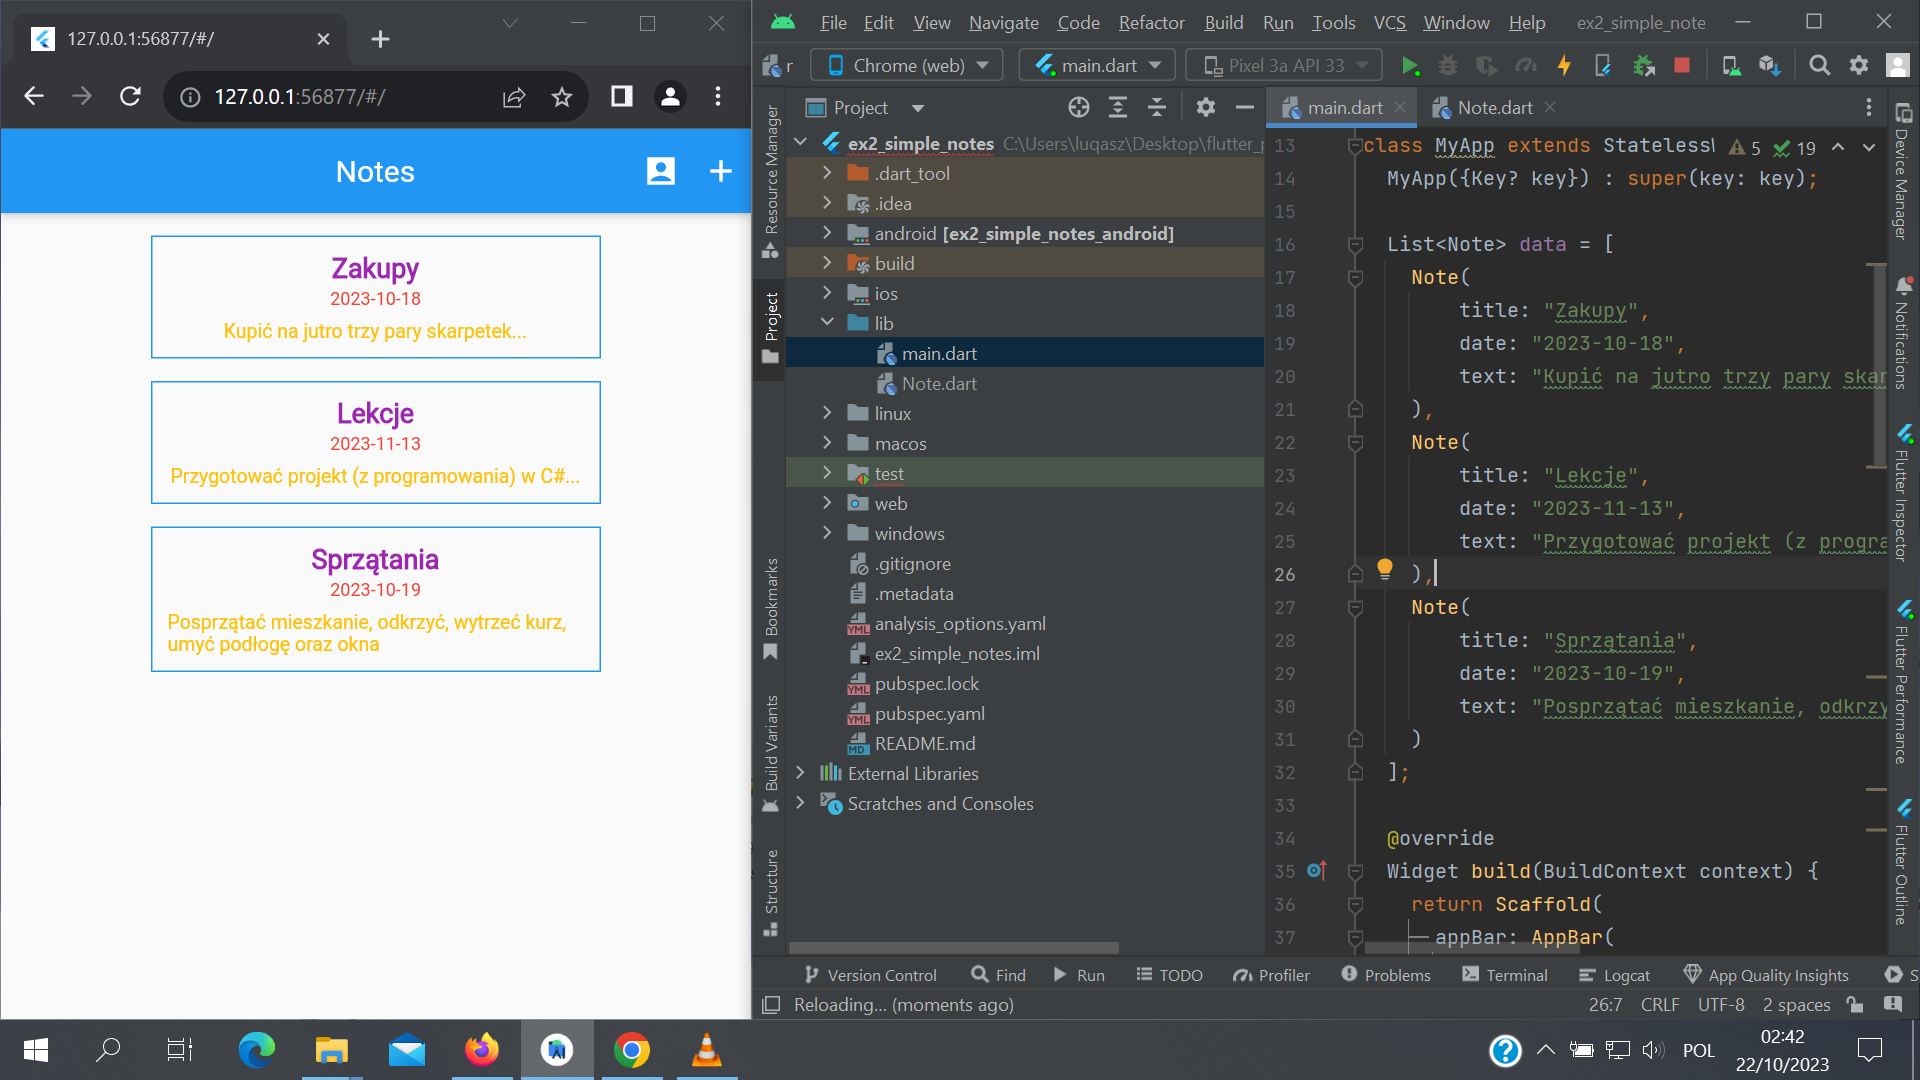 127.0.0.1:56877/#/
127.0.0.1:56877/#/
Notes
Zakupy
2023-10-18
Kupić na jutro trzy pary skarpetek...
Lekcje
2023-11-13
Przygotować projekt (z programowania) w C#...
Sprzątania
2023-10-19
Posprzątać mieszkanie, odkrzyć, wytrzeć kurz,
umyć podłogę oraz okna
File Edit View Navigate Code Refactor Build Run Tools VCS Window Help ex2_simple_note
r Chrome (web) main.dart Pixel 3a API 33
Resource Manager
Project
Bookmarks
Build Variants
Structure
Project
ex2_simple_notes C:\Users\luqasz\Desktop\flutter_p
.dart_tool
.idea
android [ex2_simple_notes_android]
build
ios
lib
main.dart
Note.dart
linux
macos
test
web
windows
.gitignore
.metadata
analysis_options.yaml
ex2_simple_notes.iml
pubspec.lock
pubspec.yaml
README.md
External Libraries
Scratches and Consoles
main.dart Note.dart
5 19
13 class MyApp extends Stateless
14 MyApp({Key? key}) : super(key: key);
15
16 List<Note> data = [
17 Note(
18 title: "Zakupy",
19 date: "2023-10-18",
20 text: "Kupić na jutro trzy pary skar
21 ),
22 Note(
23 title: "Lekcje",
24 date: "2023-11-13",
25 text: "Przygotować projekt (z progra
26 ),
27 Note(
28 title: "Sprzątania",
29 date: "2023-10-19",
30 text: "Posprzątać mieszkanie, odkrzy
31 )
32 ];
33
34 @override
35 Widget build(BuildContext context) {
36 return Scaffold(
37 appBar: AppBar(
Device Manager
Notifications
Flutter Inspector
Flutter Performance
Flutter Outline
Version Control Find Run TODO Profiler Problems Terminal Logcat App Quality Insights S
Reloading... (moments ago)
26:7 CRLF UTF-8 2 spaces
POL
02:42
22/10/2023